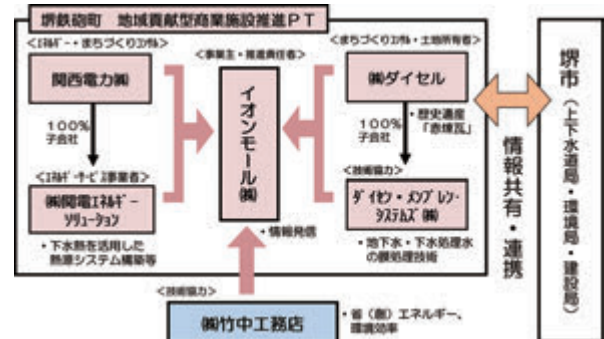 堺鉄砲町 地域貢献型商業施設推進PT
<ｴﾈﾙｷﾞｰ・まちづくりｺﾝｻﾙ>
関西電力㈱
100%
子会社
<ｴﾈﾙｷﾞｰｻｰﾋﾞｽ事業者>
㈱関電ｴﾈﾙｷﾞｰ
ｿﾘｭｰｼｮﾝ
・下水熱を活用した
熱源システム構築等
<事業主・推進責任者>
イオンモール㈱
・情報発信
<まちづくりｺﾝｻﾙ・土地所有者>
㈱ダイセル
・歴史遺産
「赤煉瓦」
100%
子会社
<技術協力>
ﾀﾞｲｾﾝ・ﾒﾝﾌﾞﾚﾝ・
ｼｽﾃﾑｽﾞ㈱
・地下水・下水処理水
の膜処理技術
<技術協力>
㈱竹中工務店
・省（創）エネルギー、
環境効率
情報共有・連携
堺市（上下水道局・環境局・建設局）